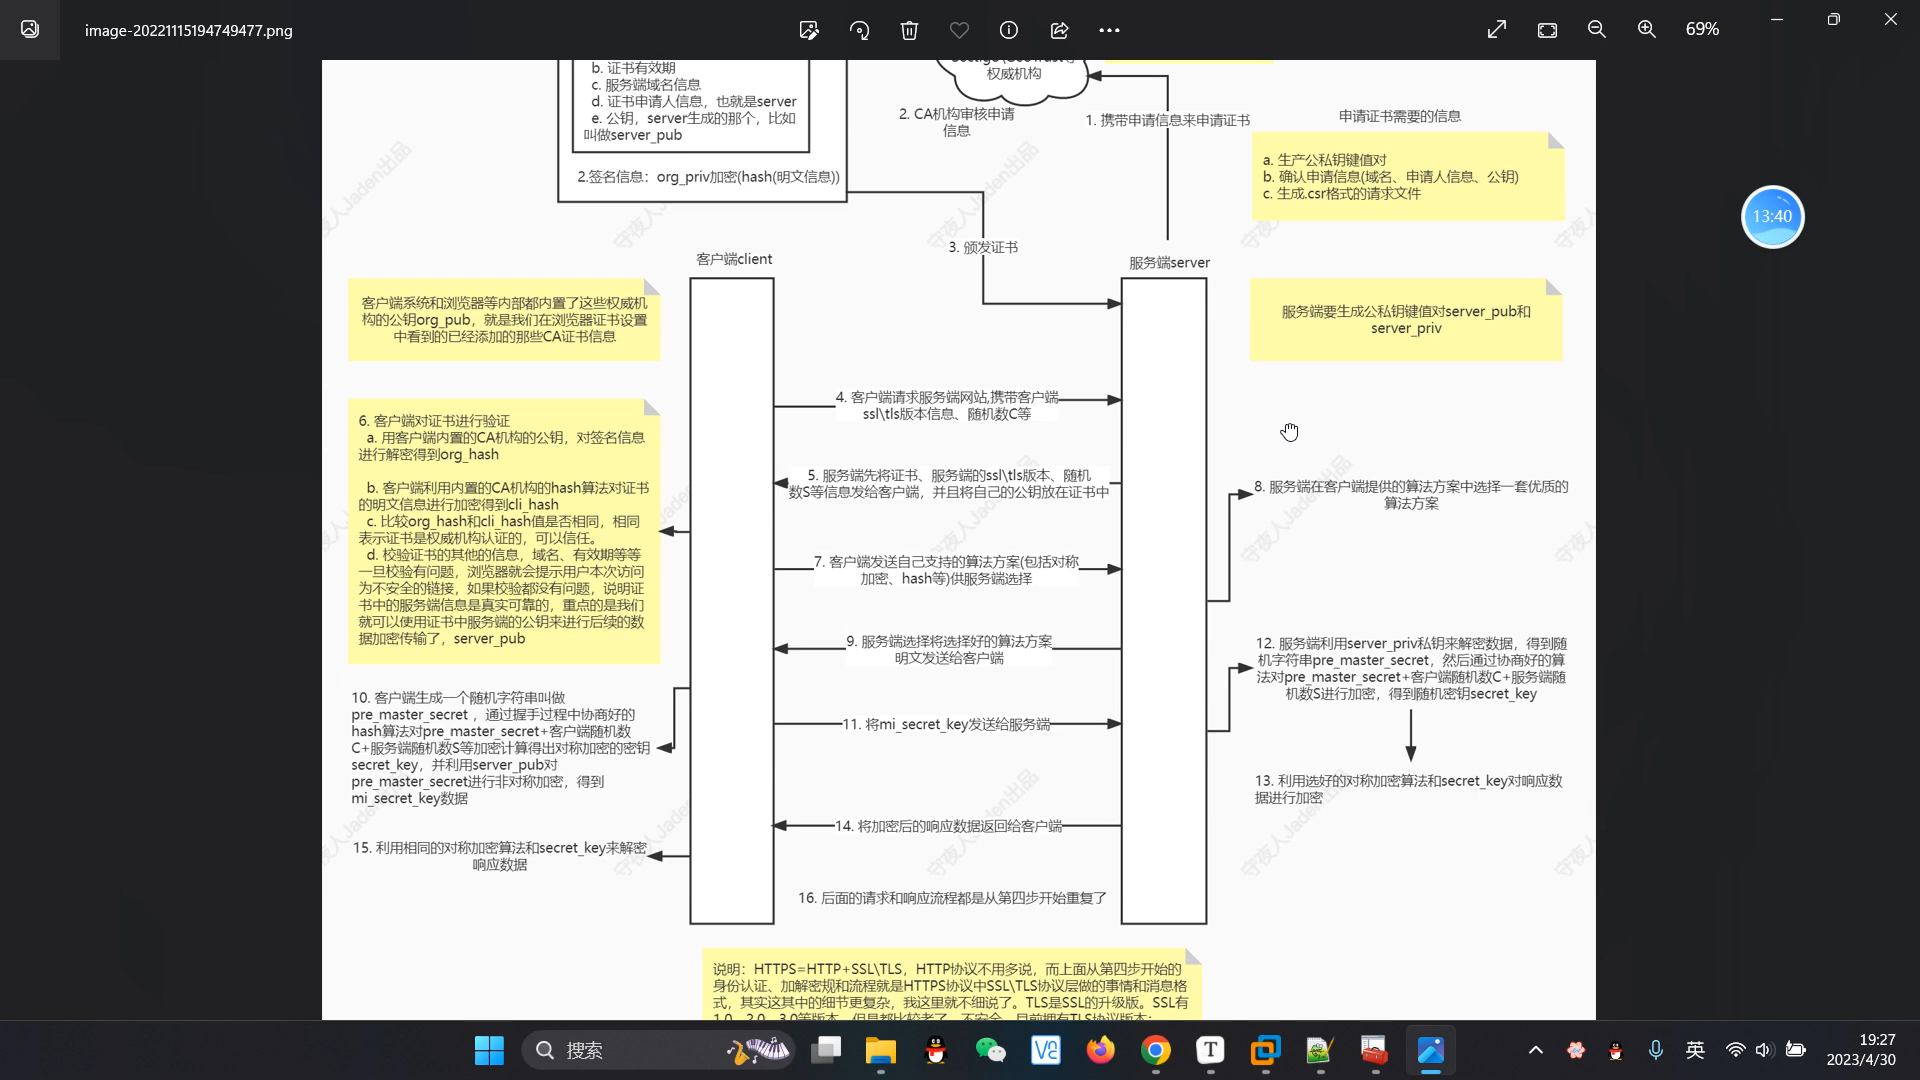 image-20221115194749477.png
69%
b. 证书有效期
c. 服务端域名信息
d. 证书申请人信息，也就是server
e. 公钥，server生成的那个，比如
叫做server_pub
2.签名信息：org_priv加密(hash(明文信息))
权威机构
2. CA机构审核申请
信息
1. 携带申请信息来申请证书
申请证书需要的信息
a. 生产公私钥键值对
b. 确认申请信息(域名、申请人信息、公钥)
c. 生成.csr格式的请求文件
13:40
3. 颁发证书
客户端client
服务端server
客户端系统和浏览器等内部都内置了这些权威机
构的公钥org_pub，就是我们在浏览器证书设置
中看到的已经添加的那些CA证书信息
服务端要生成公私钥键值对server_pub和
server_priv
4. 客户端请求服务端网站,携带客户端
ssl\tls版本信息、随机数C等
6. 客户端对证书进行验证
a. 用客户端内置的CA机构的公钥，对签名信息
进行解密得到org_hash
b. 客户端利用内置的CA机构的hash算法对证书
的明文信息进行加密得到cli_hash
c. 比较org_hash和cli_hash值是否相同，相同
表示证书是权威机构认证的，可以信任。
d. 校验证书的其他的信息，域名、有效期等等
一旦校验有问题，浏览器就会提示用户本次访问
为不安全的链接，如果校验都没有问题，说明证
书中的服务端信息是真实可靠的，重点的是我们
就可以使用证书中服务端的公钥来进行后续的数
据加密传输了，server_pub
5. 服务端先将证书、服务端的ssl\tls版本、随机
数S等信息发给客户端，并且将自己的公钥放在证书中
8. 服务端在客户端提供的算法方案中选择一套优质的
算法方案
7. 客户端发送自己支持的算法方案(包括对称
加密、hash等)供服务端选择
9. 服务端选择将选择好的算法方案
明文发送给客户端
12. 服务端利用server_priv私钥来解密数据，得到随
机字符串pre_master_secret，然后通过协商好的算
法对pre_master_secret+客户端随机数C+服务端随
机数S进行加密，得到随机密钥secret_key
10. 客户端生成一个随机字符串叫做
pre_master_secret ，通过握手过程中协商好的
hash算法对pre_master_secret+客户端随机数
C+服务端随机数S等加密计算得出对称加密的密钥
secret_key，并利用server_pub对
pre_master_secret进行非对称加密，得到
mi_secret_key数据
11. 将mi_secret_key发送给服务端
13. 利用选好的对称加密算法和secret_key对响应数
据进行加密
14. 将加密后的响应数据返回给客户端
15. 利用相同的对称加密算法和secret_key来解密
响应数据
16. 后面的请求和响应流程都是从第四步开始重复了
说明：HTTPS=HTTP+SSL\TLS，HTTP协议不用多说，而上面从第四步开始的
身份认证、加解密规和流程就是HTTPS协议中SSL\TLS协议层做的事情和消息格
式，其实这其中的细节更复杂，我这里就不细说了。TLS是SSL的升级版。SSL有
1.0、2.0、3.0等版本，但是都比较老了，不安全，目前拥有TLS协议版本：
守夜人Jaden出品
搜索
英
19:27
2023/4/30